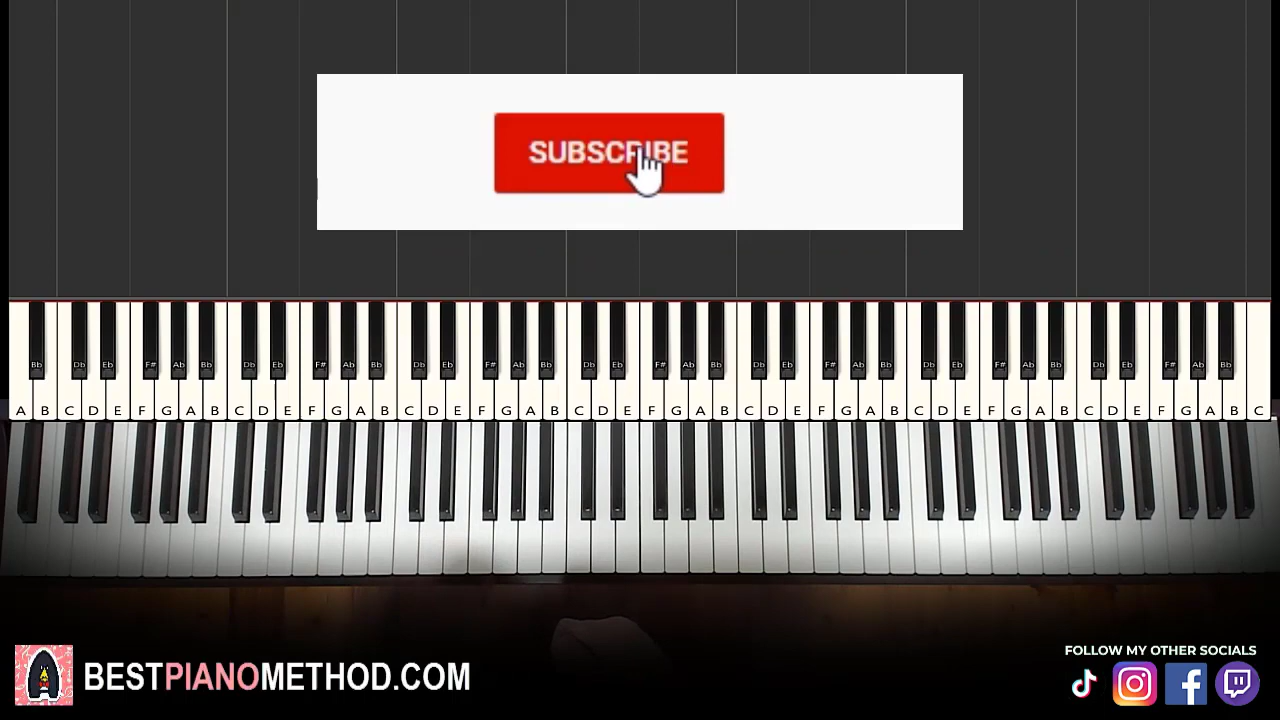 SUBSCRIBE
Bb Db Eb F# Ab Bb Db Eb F# Ab Bb Db Eb F# Ab Bb Db Eb F# Ab Bb Db Eb F# Ab Bb Db Eb F# Ab Bb Db Eb F# Ab Bb
A B C D E F G A B C D E F G A B C D E F G A B C D E F G A B C D E F G A B C D E F G A B C D E F G A B C
FOLLOW MY OTHER SOCIALS
BESTPIANOMETHOD.COM